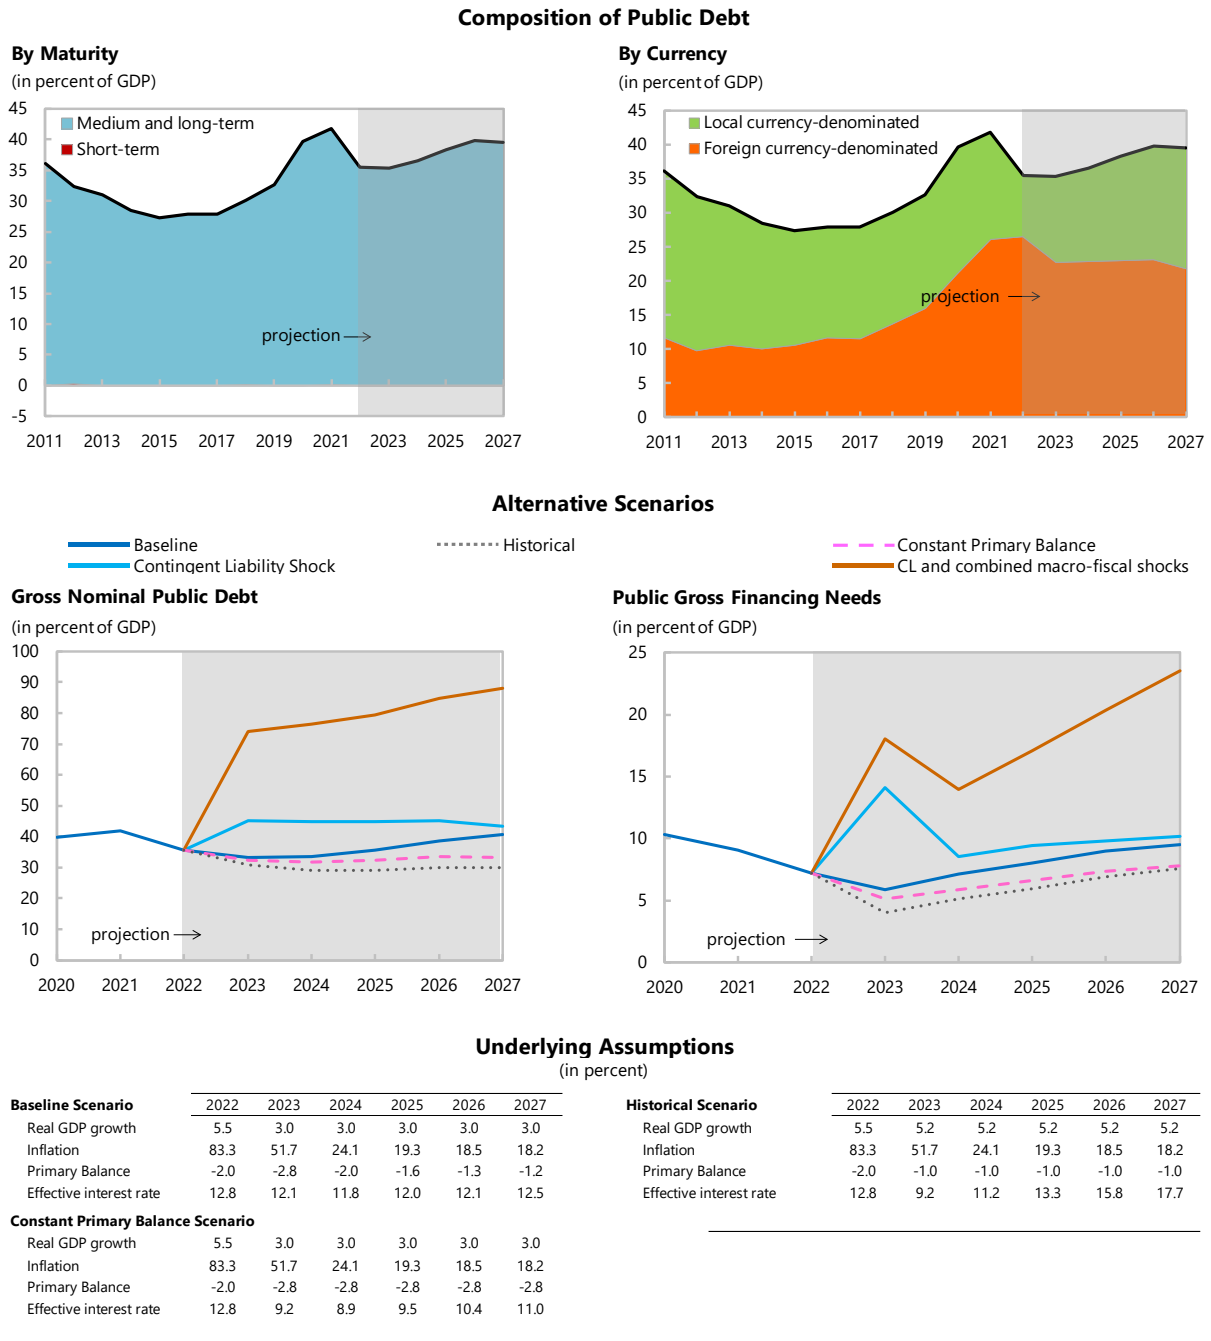 Composition of Public Debt
By Maturity
(in percent of GDP)
45
40
35
30
25
20
15
10
5
0
-5
Medium and long-term
Short-term
projection
2011 2013 2015 2017 2019 2021 2023 2025 2027
By Currency
(in percent of GDP)
45
40
35
30
25
20
15
10
5
0
Local currency-denominated
Foreign currency-denominated
projection
2011 2013 2015 2017 2019 2021 2023 2025 2027
Alternative Scenarios
Baseline Historical Constant Primary Balance
Contingent Liability Shock CL and combined macro-fiscal shocks
Gross Nominal Public Debt
(in percent of GDP)
100
90
80
70
60
50
40
30
20
10
0
projection
2020 2021 2022 2023 2024 2025 2026 2027
Public Gross Financing Needs
(in percent of GDP)
25
20
15
10
5
0
projection
2020 2021 2022 2023 2024 2025 2026 2027
Underlying Assumptions
(in percent)
Baseline Scenario 2022 2023 2024 2025 2026 2027
Real GDP growth 5.5 3.0 3.0 3.0 3.0 3.0
Inflation 83.3 51.7 24.1 19.3 18.5 18.2
Primary Balance -2.0 -2.8 -2.0 -1.6 -1.3 -1.2
Effective interest rate 12.8 12.1 11.8 12.0 12.1 12.5
Constant Primary Balance Scenario
Real GDP growth 5.5 3.0 3.0 3.0 3.0 3.0
Inflation 83.3 51.7 24.1 19.3 18.5 18.2
Primary Balance -2.0 -2.8 -2.8 -2.8 -2.8 -2.8
Effective interest rate 12.8 9.2 8.9 9.5 10.4 11.0
Historical Scenario 2022 2023 2024 2025 2026 2027
Real GDP growth 5.5 5.2 5.2 5.2 5.2 5.2
Inflation 83.3 51.7 24.1 19.3 18.5 18.2
Primary Balance -2.0 -1.0 -1.0 -1.0 -1.0 -1.0
Effective interest rate 12.8 9.2 11.2 13.3 15.8 17.7